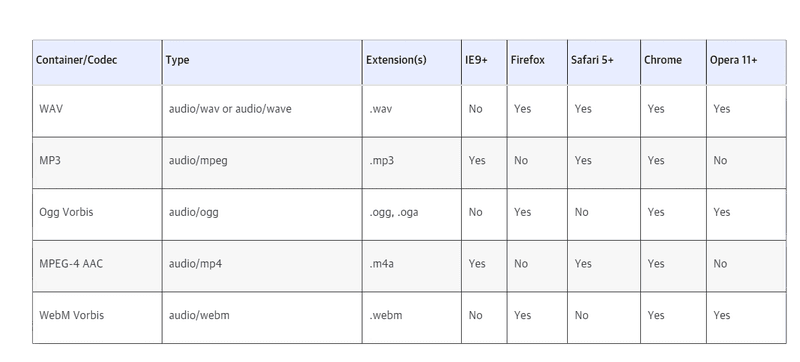 Container/Codec Type Extension(s) IE9+ Firefox Safari 5+ Chrome Opera 11+
WAV audio/wav or audio/wave .wav No Yes Yes Yes Yes
MP3 audio/mpeg .mp3 Yes No Yes Yes No
Ogg Vorbis audio/ogg .ogg, .oga No Yes No Yes Yes
MPEG-4 AAC audio/mp4 .m4a Yes No Yes Yes No
WebM Vorbis audio/webm .webm No Yes No Yes Yes